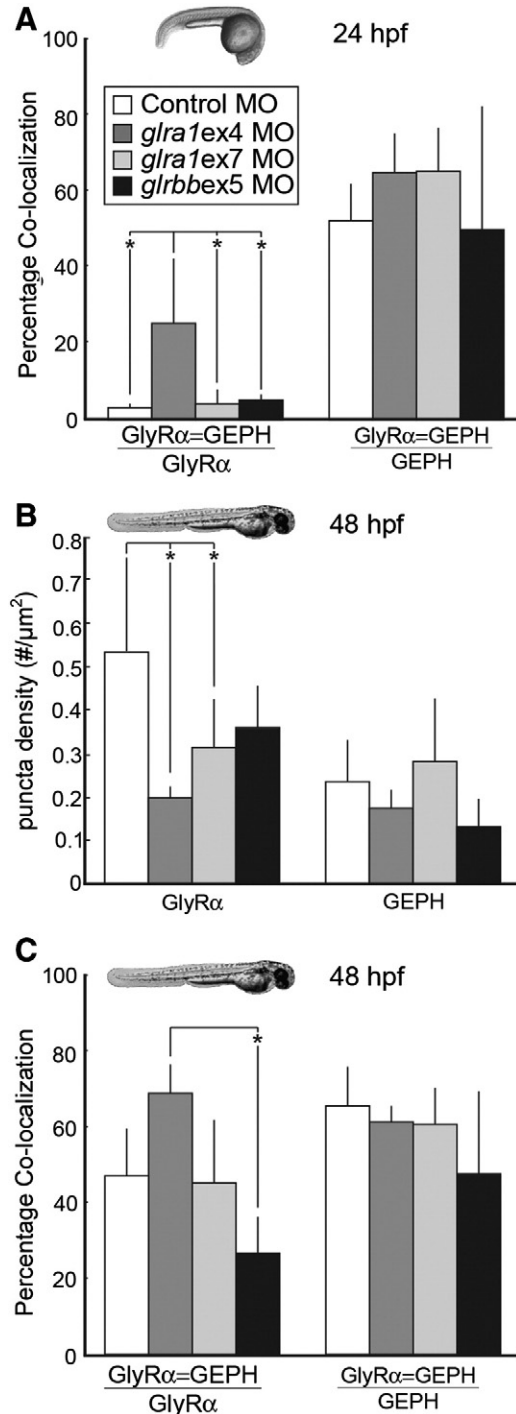 A
24 hpf
Percentage Co-localization
100
80
60
40
20
0
Control MO
glra1ex4 MO
glra1ex7 MO
glrbbex5 MO
* * *
GlyRα=GEPH
GlyRα
GlyRα=GEPH
GEPH
B
48 hpf
puncta density (#/µm²)
0.8
0.7
0.6
0.5
0.4
0.3
0.2
0.1
0
* *
GlyRα
GEPH
C
48 hpf
Percentage Co-localization
100
80
60
40
20
0
*
GlyRα=GEPH
GlyRα
GlyRα=GEPH
GEPH